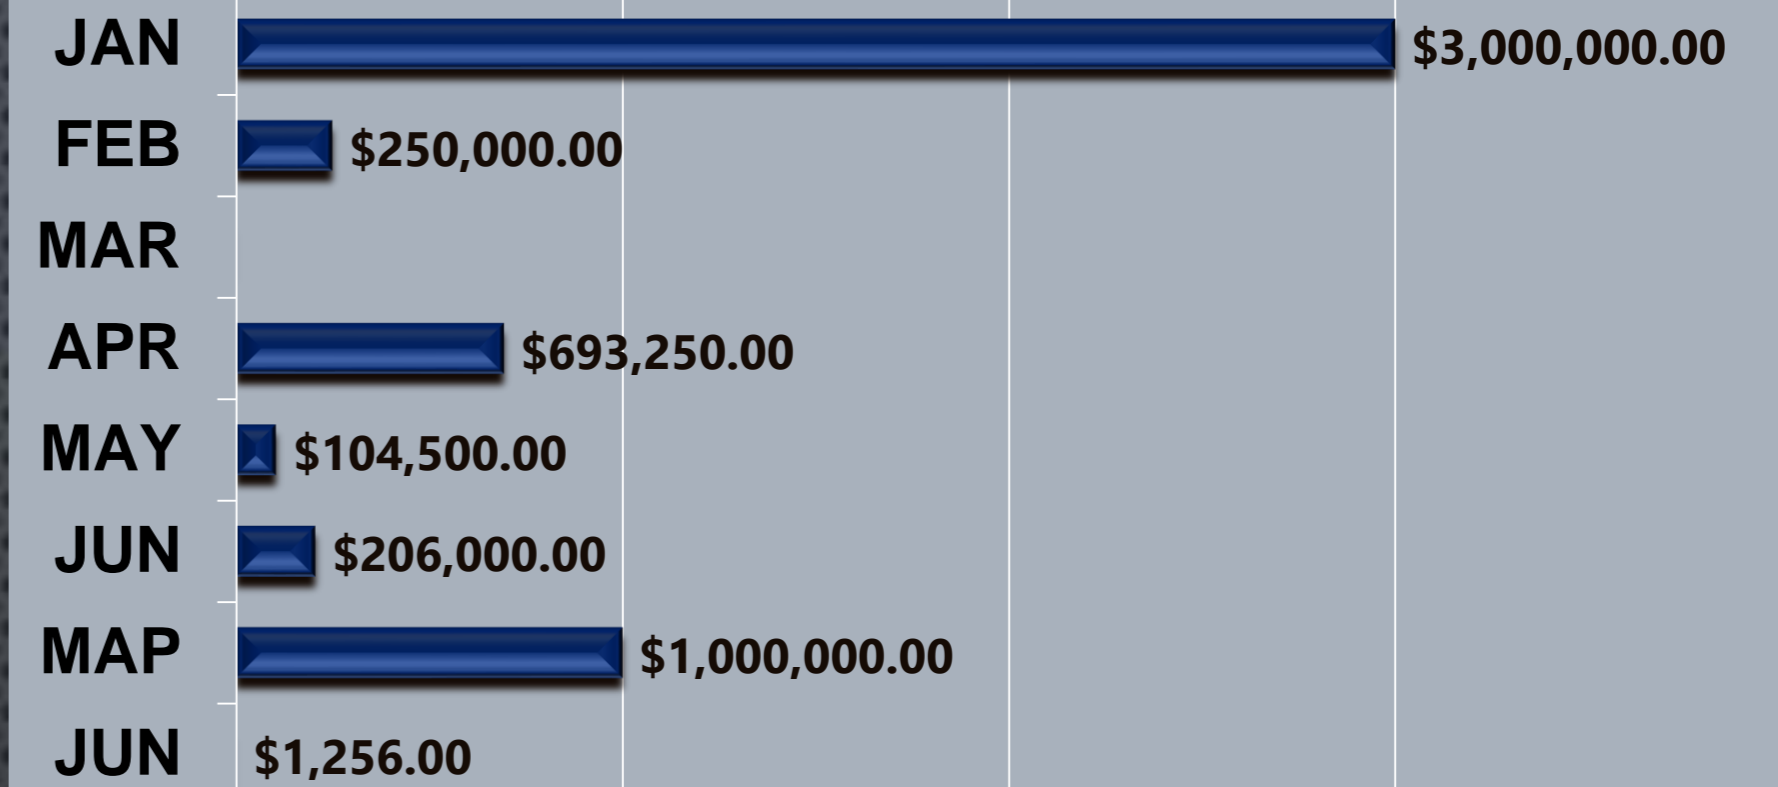 JAN $3,000,000.00
FEB $250,000.00
MAR
APR $693,250.00
MAY $104,500.00
JUN $206,000.00
MAP $1,000,000.00
JUN $1,256.00